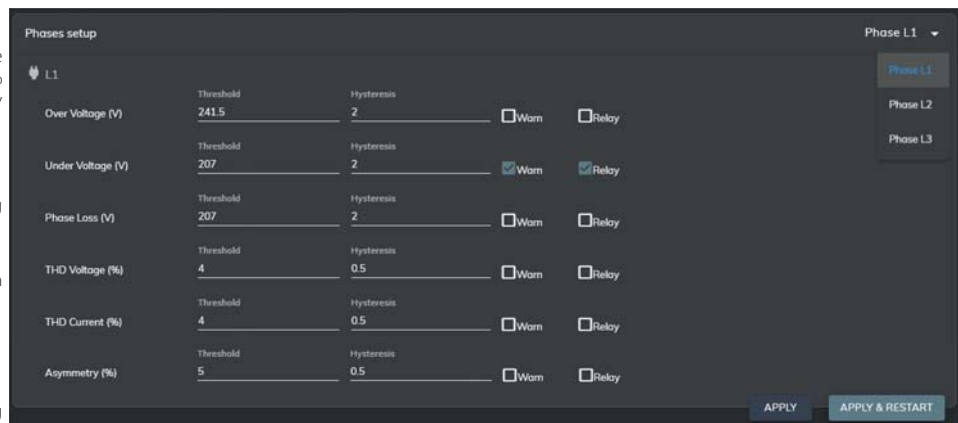 Phases setup
Phase L1
L1
Phase L1
Phase L2
Phase L3
Threshold Hysteresis
Over Voltage (V) 241.5 2 Warn Relay
Threshold Hysteresis
Under Voltage (V) 207 2 Warn Relay
Threshold Hysteresis
Phase Loss (V) 207 2 Warn Relay
Threshold Hysteresis
THD Voltage (%) 4 0.5 Warn Relay
Threshold Hysteresis
THD Current (%) 4 0.5 Warn Relay
Threshold Hysteresis
Asymmetry (%) 5 0.5 Warn Relay
APPLY APPLY & RESTART